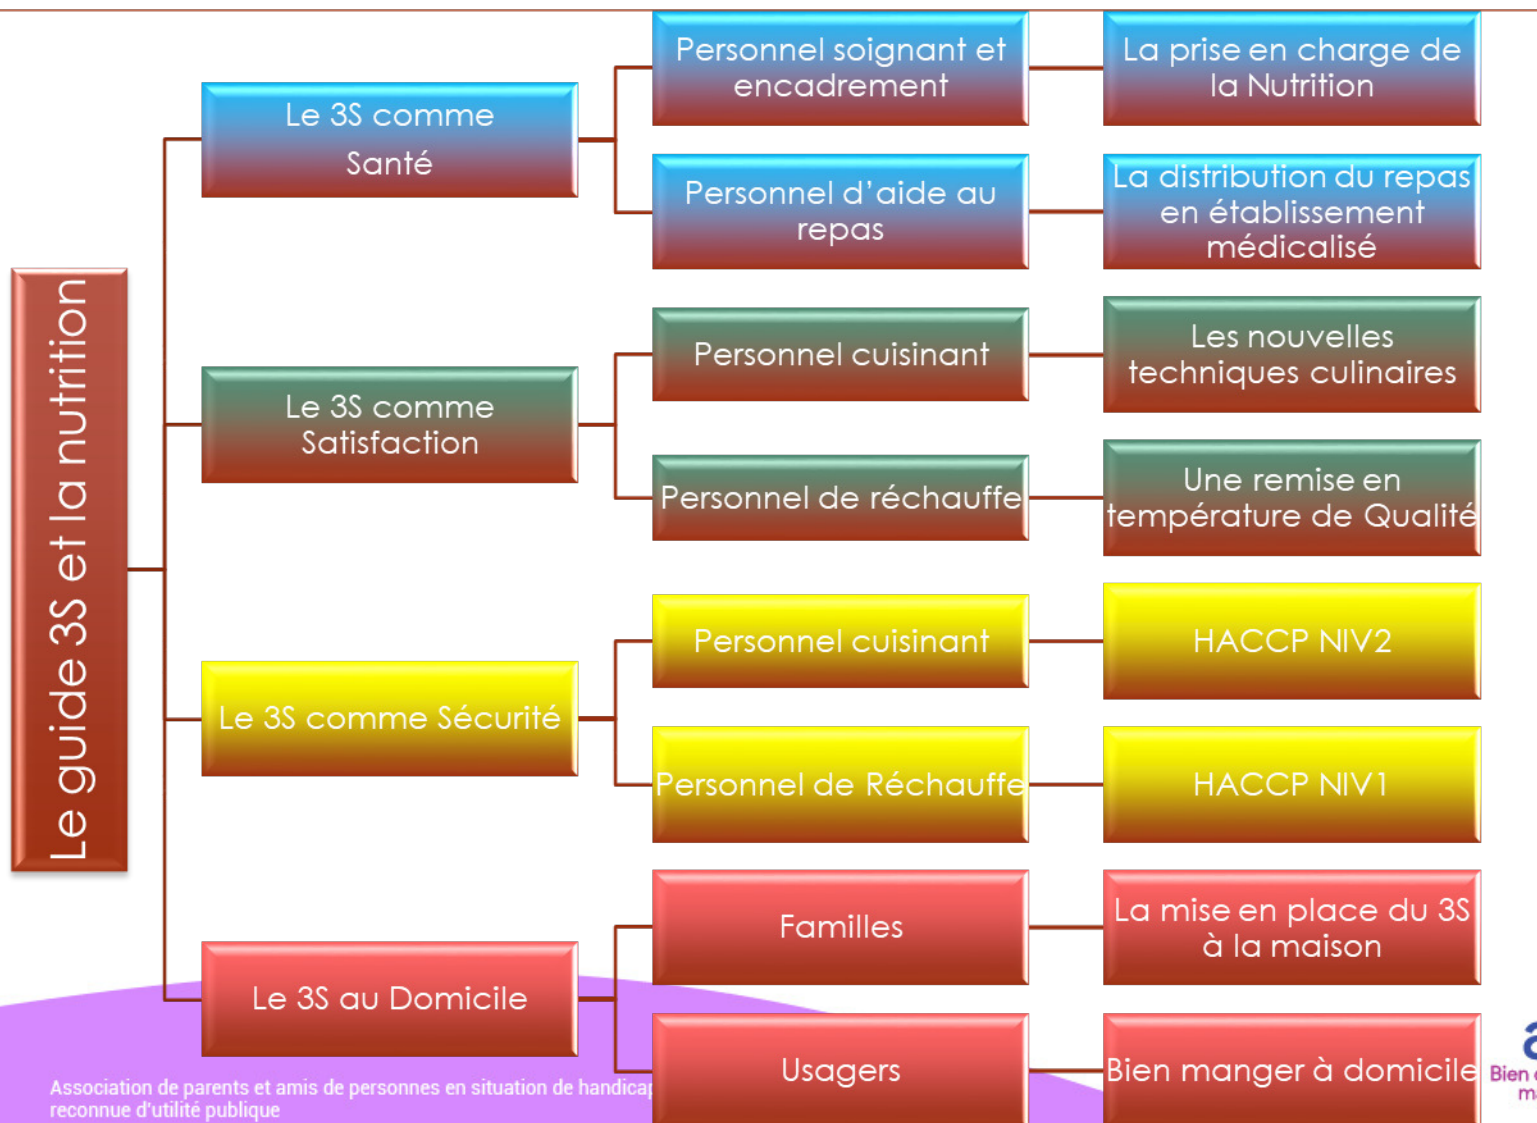 Le guide 3S et la nutrition
Le 3S comme
Santé
Personnel soignant et
encadrement
La prise en charge de
la Nutrition
Personnel d’aide au
repas
La distribution du repas
en établissement
médicalisé
Le 3S comme
Satisfaction
Personnel cuisinant
Les nouvelles
techniques culinaires
Personnel de réchauffe
Une remise en
température de Qualité
Le 3S comme Sécurité
Personnel cuisinant
HACCP NIV2
Personnel de Réchauffe
HACCP NIV1
Le 3S au Domicile
Familles
La mise en place du 3S
à la maison
Usagers
Bien manger à domicile
Association de parents et amis de personnes en situation de handicap
reconnue d'utilité publique
Bien